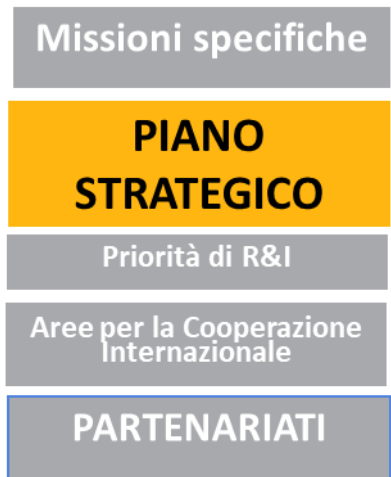 Missioni specifiche
PIANO
STRATEGICO
Priorità di R&I
Aree per la Cooperazione
Internazionale
PARTENARIATI